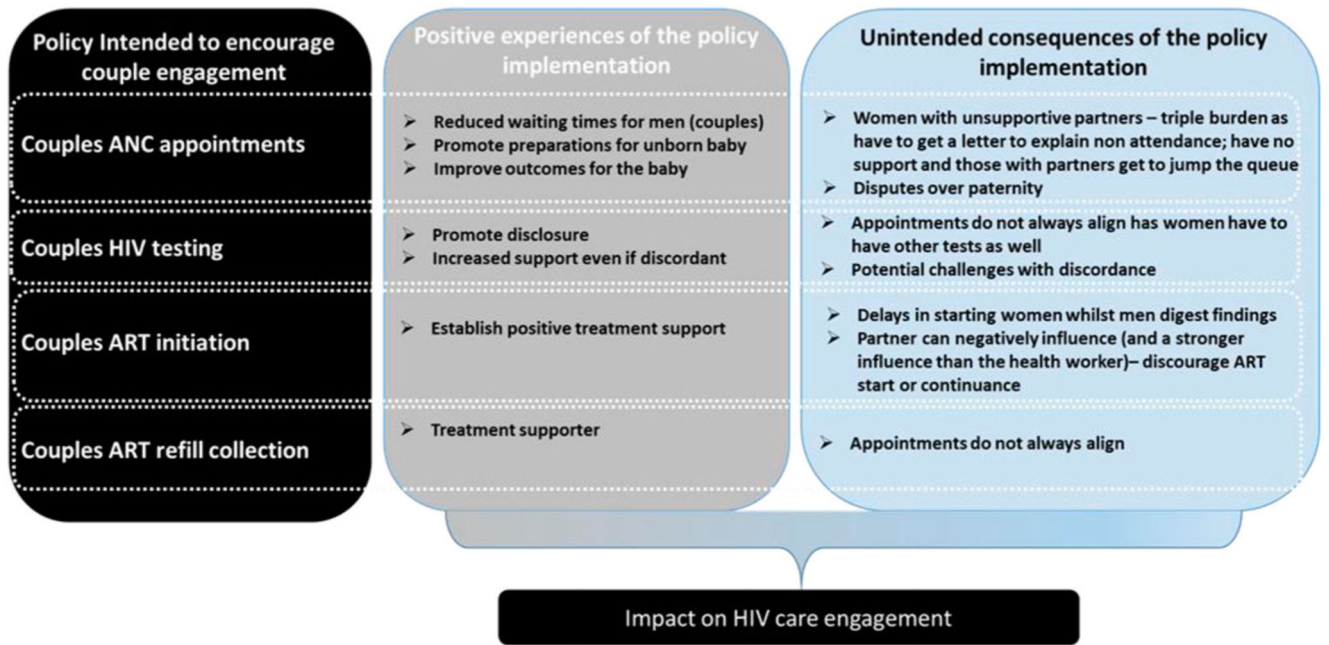 Policy Intended to encourage
couple engagement
Positive experiences of the policy
implementation
Unintended consequences of the policy
implementation
Couples ANC appointments
➢ Reduced waiting times for men (couples)
➢ Promote preparations for unborn baby
➢ Improve outcomes for the baby
➢ Women with unsupportive partners – triple burden as
have to get a letter to explain non attendance; have no
support and those with partners get to jump the queue
➢ Disputes over paternity
Couples HIV testing
➢ Promote disclosure
➢ Increased support even if discordant
➢ Appointments do not always align has women have to
have other tests as well
➢ Potential challenges with discordance
Couples ART initiation
➢ Establish positive treatment support
➢ Delays in starting women whilst men digest findings
➢ Partner can negatively influence (and a stronger
influence than the health worker)– discourage ART
start or continuance
Couples ART refill collection
➢ Treatment supporter
➢ Appointments do not always align
Impact on HIV care engagement